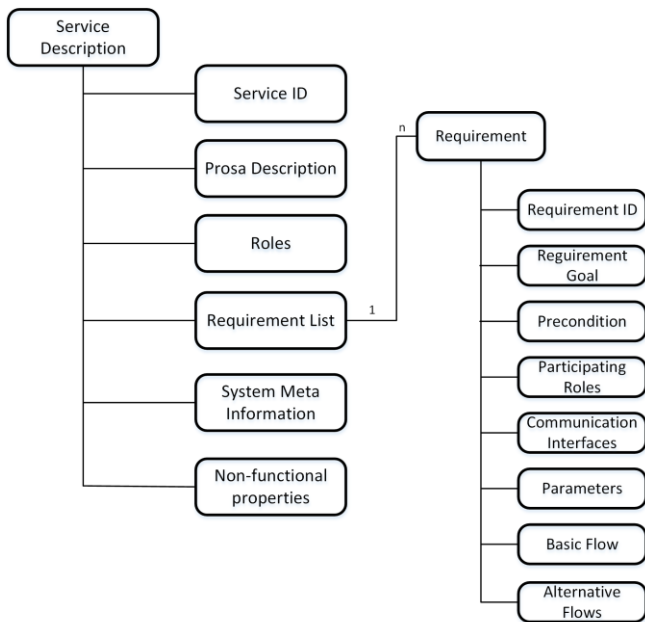 Service
Description
Service ID
Prosa Description
Roles
Requirement List
System Meta
Information
Non-functional
properties
1
n
Requirement
Requirement ID
Reguirement
Goal
Precondition
Participating
Roles
Communication
Interfaces
Parameters
Basic Flow
Alternative
Flows